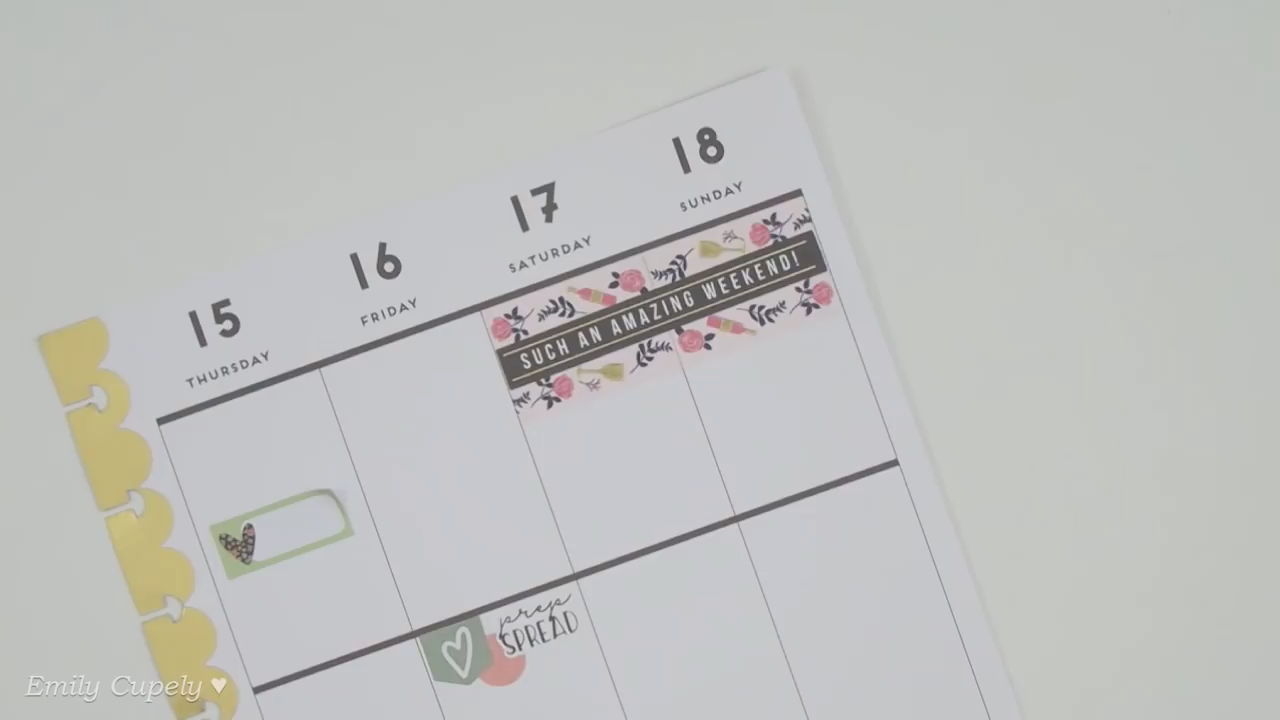 15
THURSDAY
16
FRIDAY
17
SATURDAY
18
SUNDAY
SUCH AN AMAZING WEEKEND!
prep
SPREAD
Emily Cupely ♥